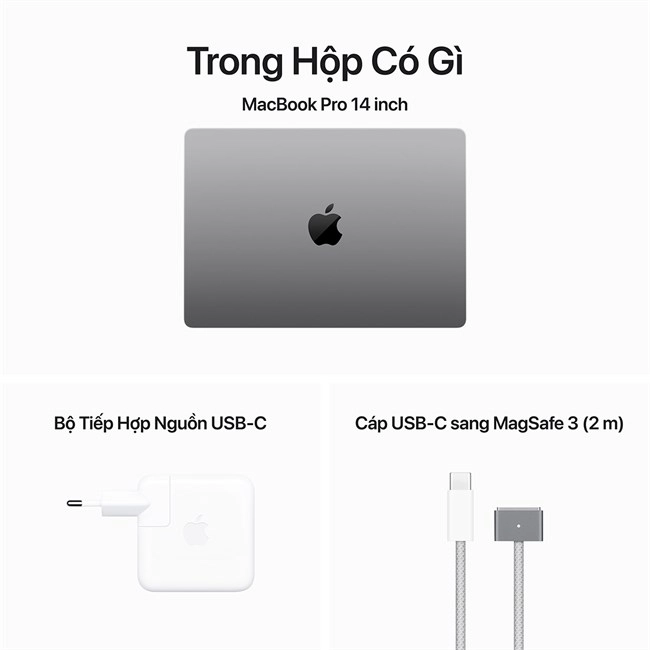 Trong Hộp Có Gì
MacBook Pro 14 inch
Bộ Tiếp Hợp Nguồn USB-C
Cáp USB-C sang MagSafe 3 (2 m)